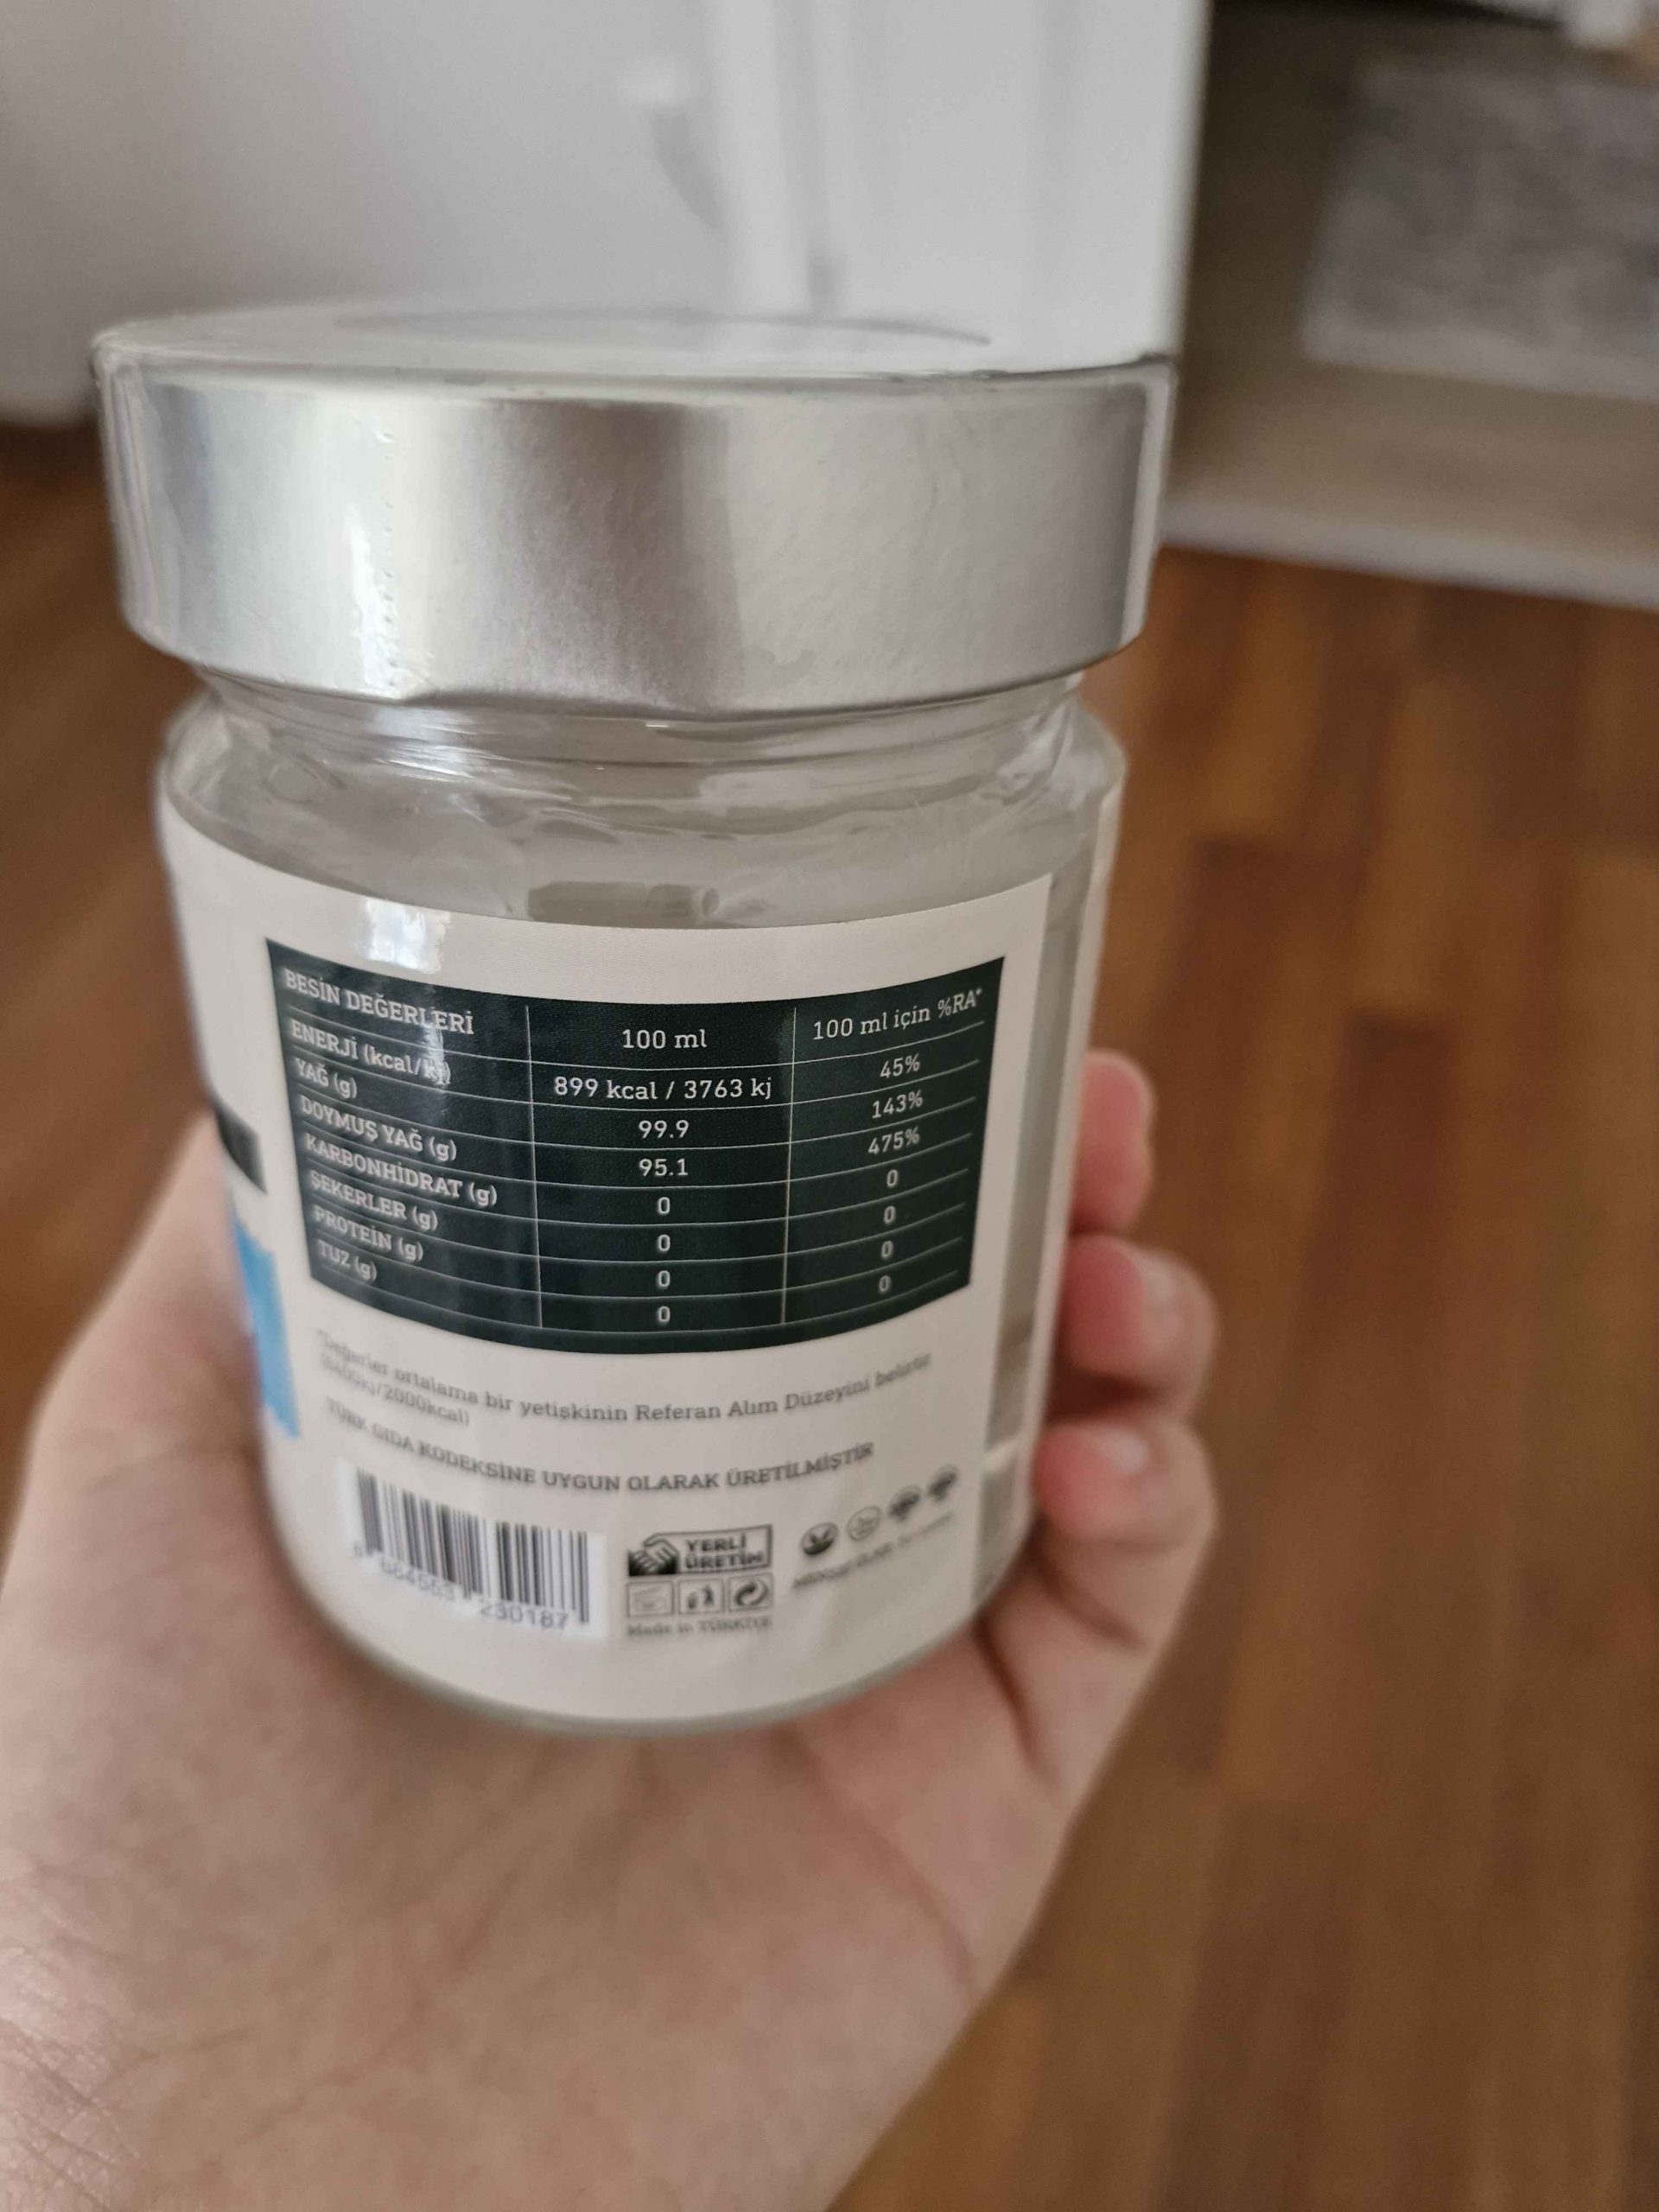 BESİN DEĞERLERİ 100 ml 100 ml için %RA*
ENERJİ (kcal/kj) 899 kcal / 3763 kj 45%
YAĞ (g) 99.9 143%
DOYMUŞ YAĞ (g) 95.1 475%
KARBONHİDRAT (g) 0 0
ŞEKERLER (g) 0 0
PROTEİN (g) 0 0
TUZ (g) 0 0
*Değerler ortalama bir yetişkinin Referan Alım Düzeyini belirtir
(8400kj/2000kcal)
TÜRK GIDA KODEKSİNE UYGUN OLARAK ÜRETİLMİŞTİR
YERLİ
ÜRETİM
230187
Made in TÜRKİYE